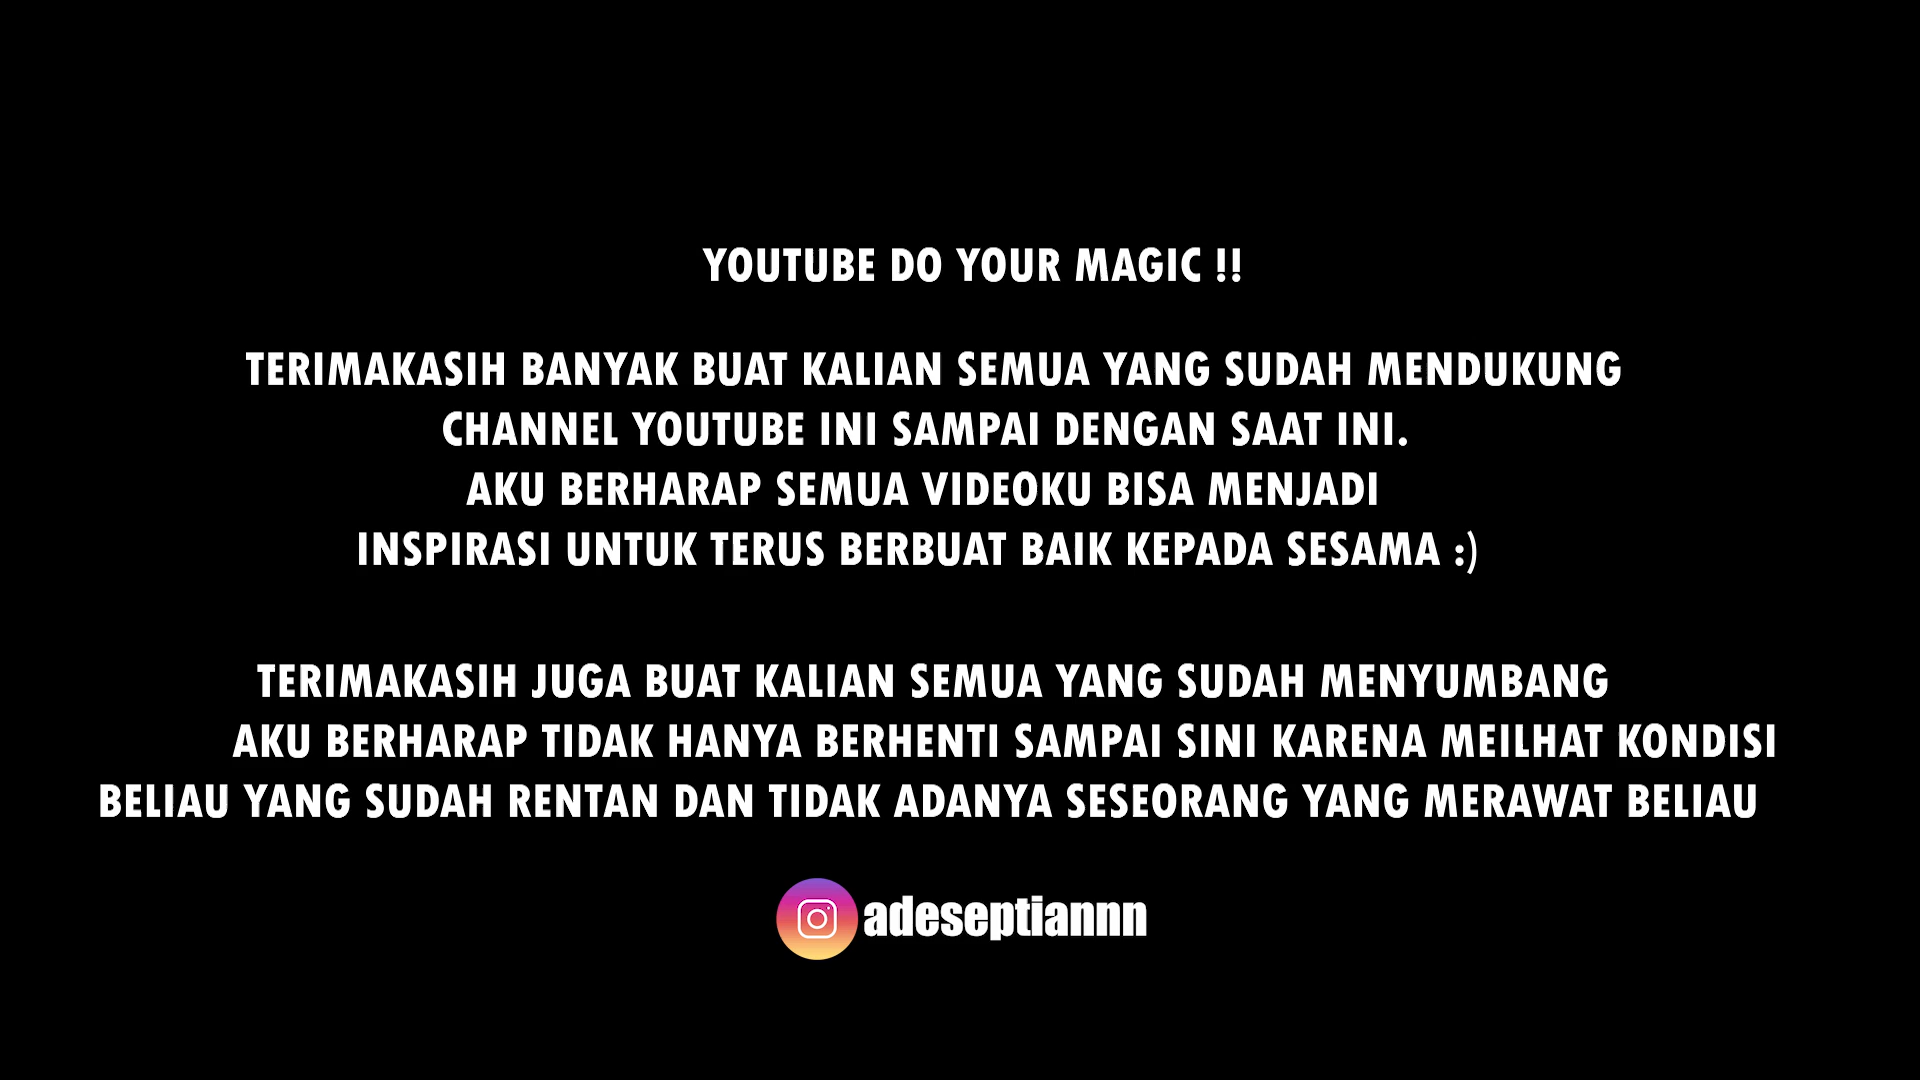 YOUTUBE DO YOUR MAGIC !!
TERIMAKASIH BANYAK BUAT KALIAN SEMUA YANG SUDAH MENDUKUNG
CHANNEL YOUTUBE INI SAMPAI DENGAN SAAT INI.
AKU BERHARAP SEMUA VIDEOKU BISA MENJADI
INSPIRASI UNTUK TERUS BERBUAT BAIK KEPADA SESAMA :)
TERIMAKASIH JUGA BUAT KALIAN SEMUA YANG SUDAH MENYUMBANG
AKU BERHARAP TIDAK HANYA BERHENTI SAMPAI SINI KARENA MEILHAT KONDISI
BELIAU YANG SUDAH RENTAN DAN TIDAK ADANYA SESEORANG YANG MERAWAT BELIAU
adeseptiannn